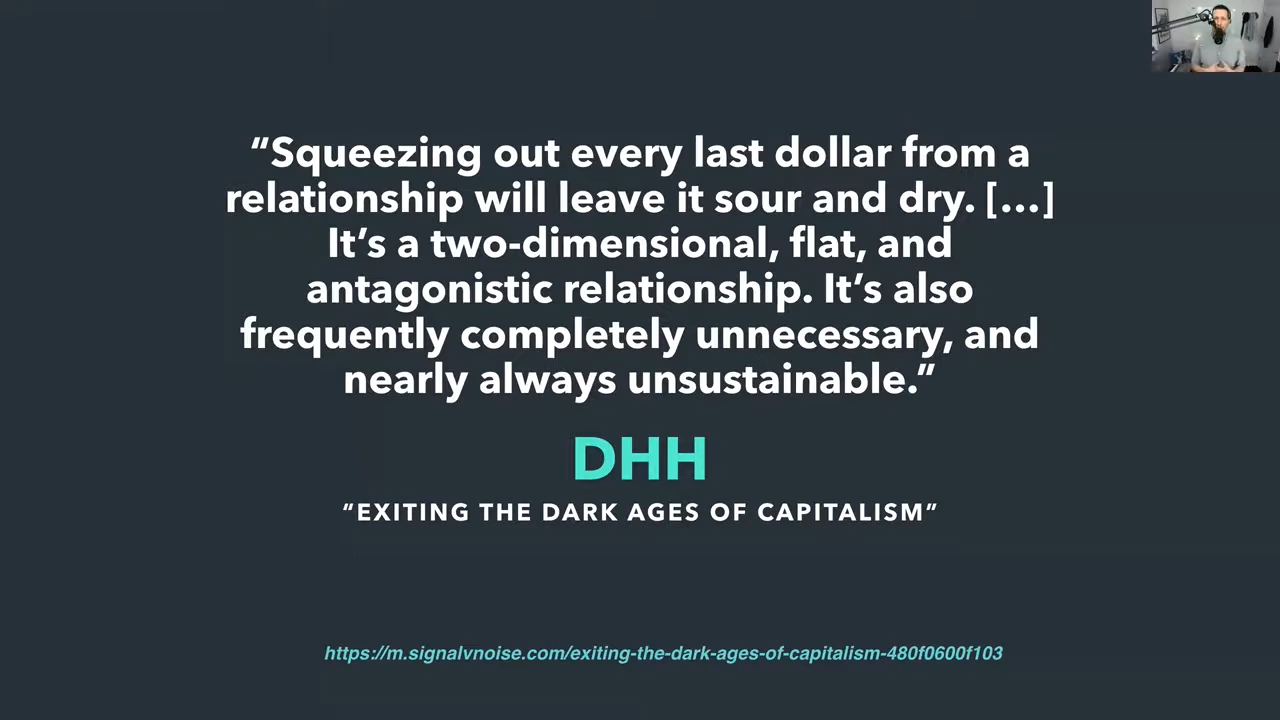 “Squeezing out every last dollar from a
relationship will leave it sour and dry. […]
It’s a two-dimensional, flat, and
antagonistic relationship. It’s also
frequently completely unnecessary, and
nearly always unsustainable.”
DHH
“EXITING THE DARK AGES OF CAPITALISM”
https://m.signalvnoise.com/exiting-the-dark-ages-of-capitalism-480f0600f103